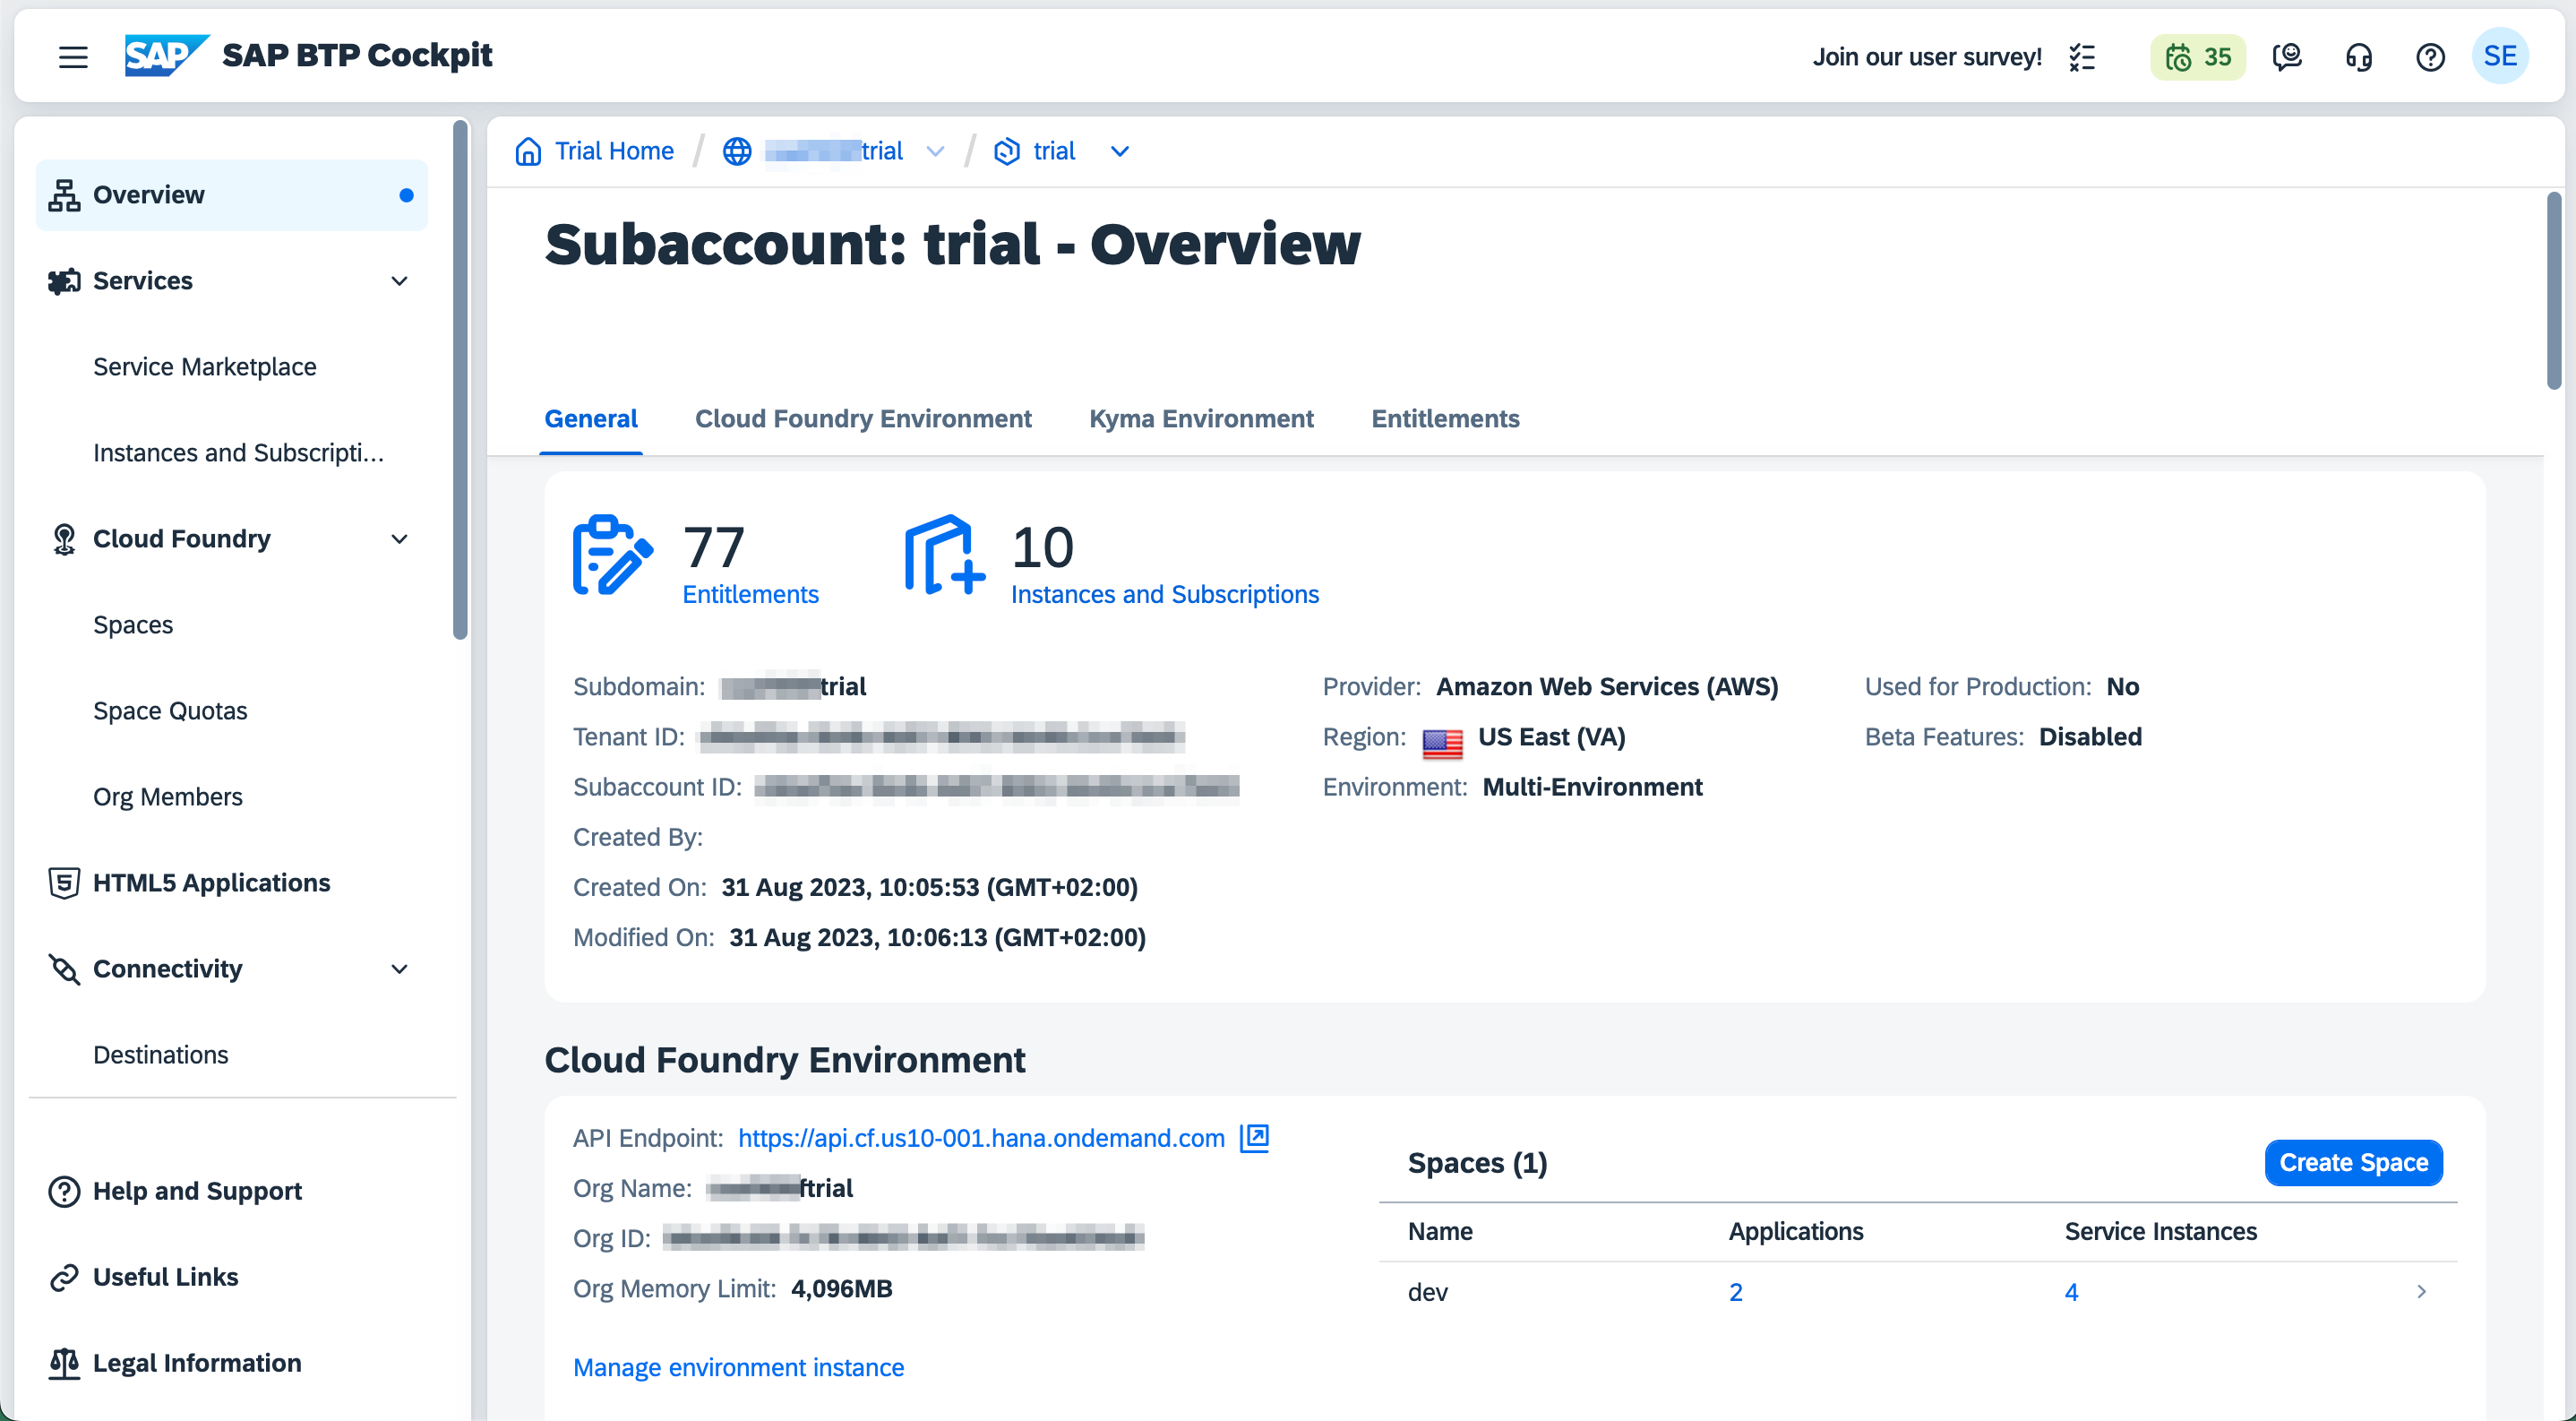 SAP SAP BTP Cockpit
Join our user survey!
35
SE
Overview
Services
Service Marketplace
Instances and Subscripti...
Cloud Foundry
Spaces
Space Quotas
Org Members
HTML5 Applications
Connectivity
Destinations
Help and Support
Useful Links
Legal Information
Trial Home / trial / trial
Subaccount: trial - Overview
General Cloud Foundry Environment Kyma Environment Entitlements
77
Entitlements
10
Instances and Subscriptions
Subdomain: trial
Tenant ID:
Subaccount ID:
Created By:
Created On: 31 Aug 2023, 10:05:53 (GMT+02:00)
Modified On: 31 Aug 2023, 10:06:13 (GMT+02:00)
Provider: Amazon Web Services (AWS)
Region: US East (VA)
Environment: Multi-Environment
Used for Production: No
Beta Features: Disabled
Cloud Foundry Environment
API Endpoint: https://api.cf.us10-001.hana.ondemand.com
Org Name: ftrial
Org ID:
Org Memory Limit: 4,096MB
Manage environment instance
Spaces (1)
Create Space
Name Applications Service Instances
dev 2 4